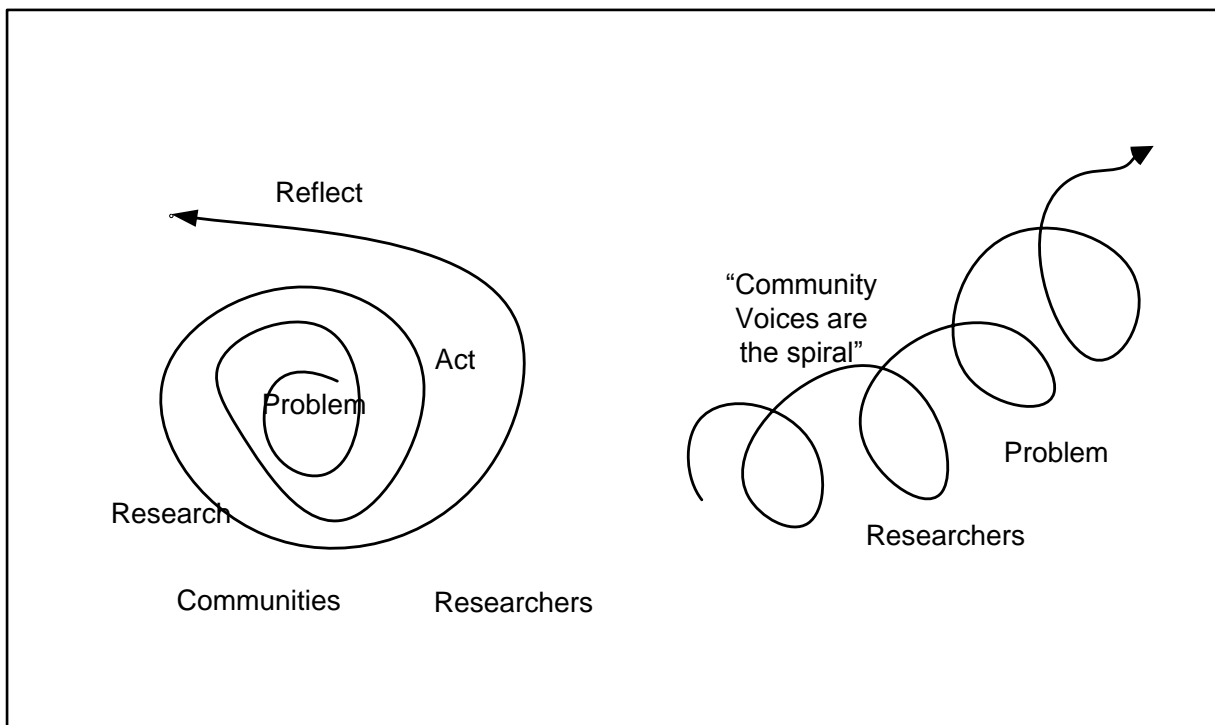 Reflect
Act
Problem
Research
Communities
Researchers
“Community
Voices are
the spiral”
Problem
Researchers